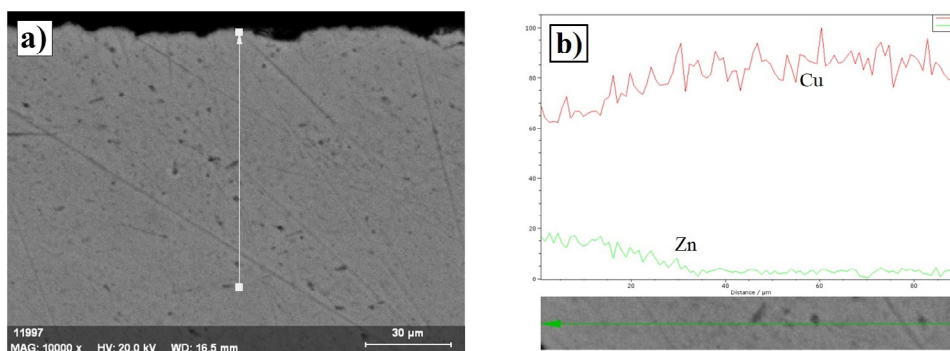 a)
11997
MAG: 10000 x HV: 20.0 kV WD: 16.5 mm
30 µm
b)
100
80
60
40
20
0
Cu
Zn
20 40 60 80
Distance / µm